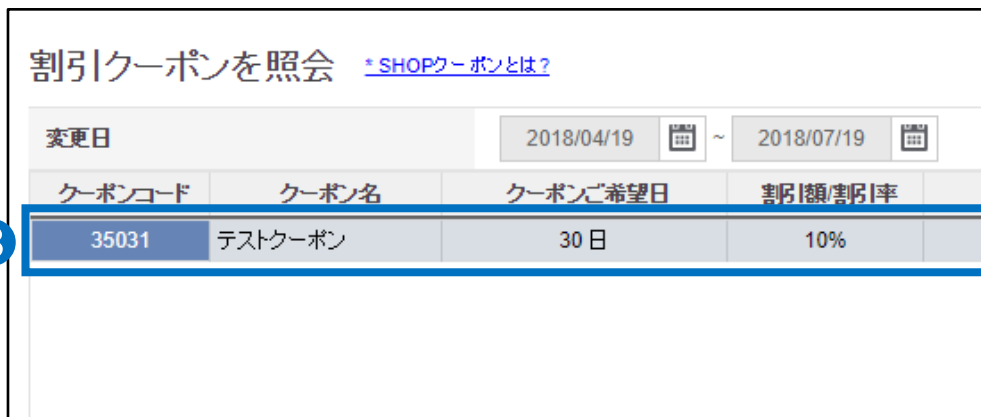 割引クーポンを照会 * SHOPクーポンとは?
変更日 2018/04/19 ~ 2018/07/19
クーポンコード クーポン名 クーポンご希望日 割引額/割引率
35031 テストクーポン 30 日 10%